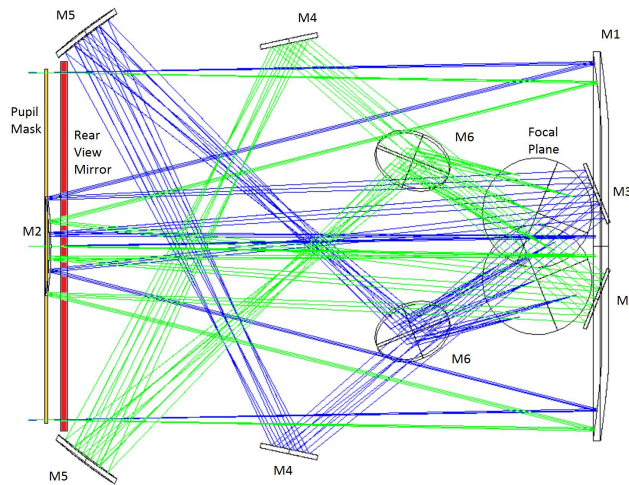 M5
M4
M1
Pupil
Mask
Rear
View
Mirror
M6
Focal
Plane
M3
M2
M
M6
M5
M4